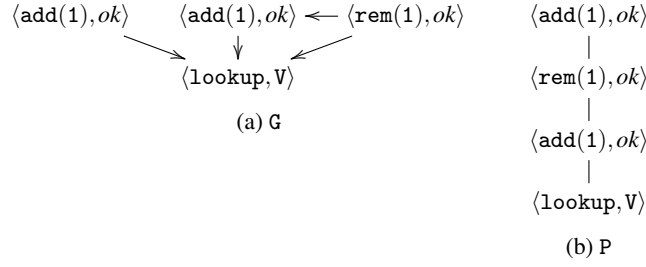 ⟨add(1), ok⟩ ⟨add(1), ok⟩ ⟨rem(1), ok⟩
⟨lookup, V⟩
(a) G
⟨add(1), ok⟩
⟨rem(1), ok⟩
⟨add(1), ok⟩
⟨lookup, V⟩
(b) P